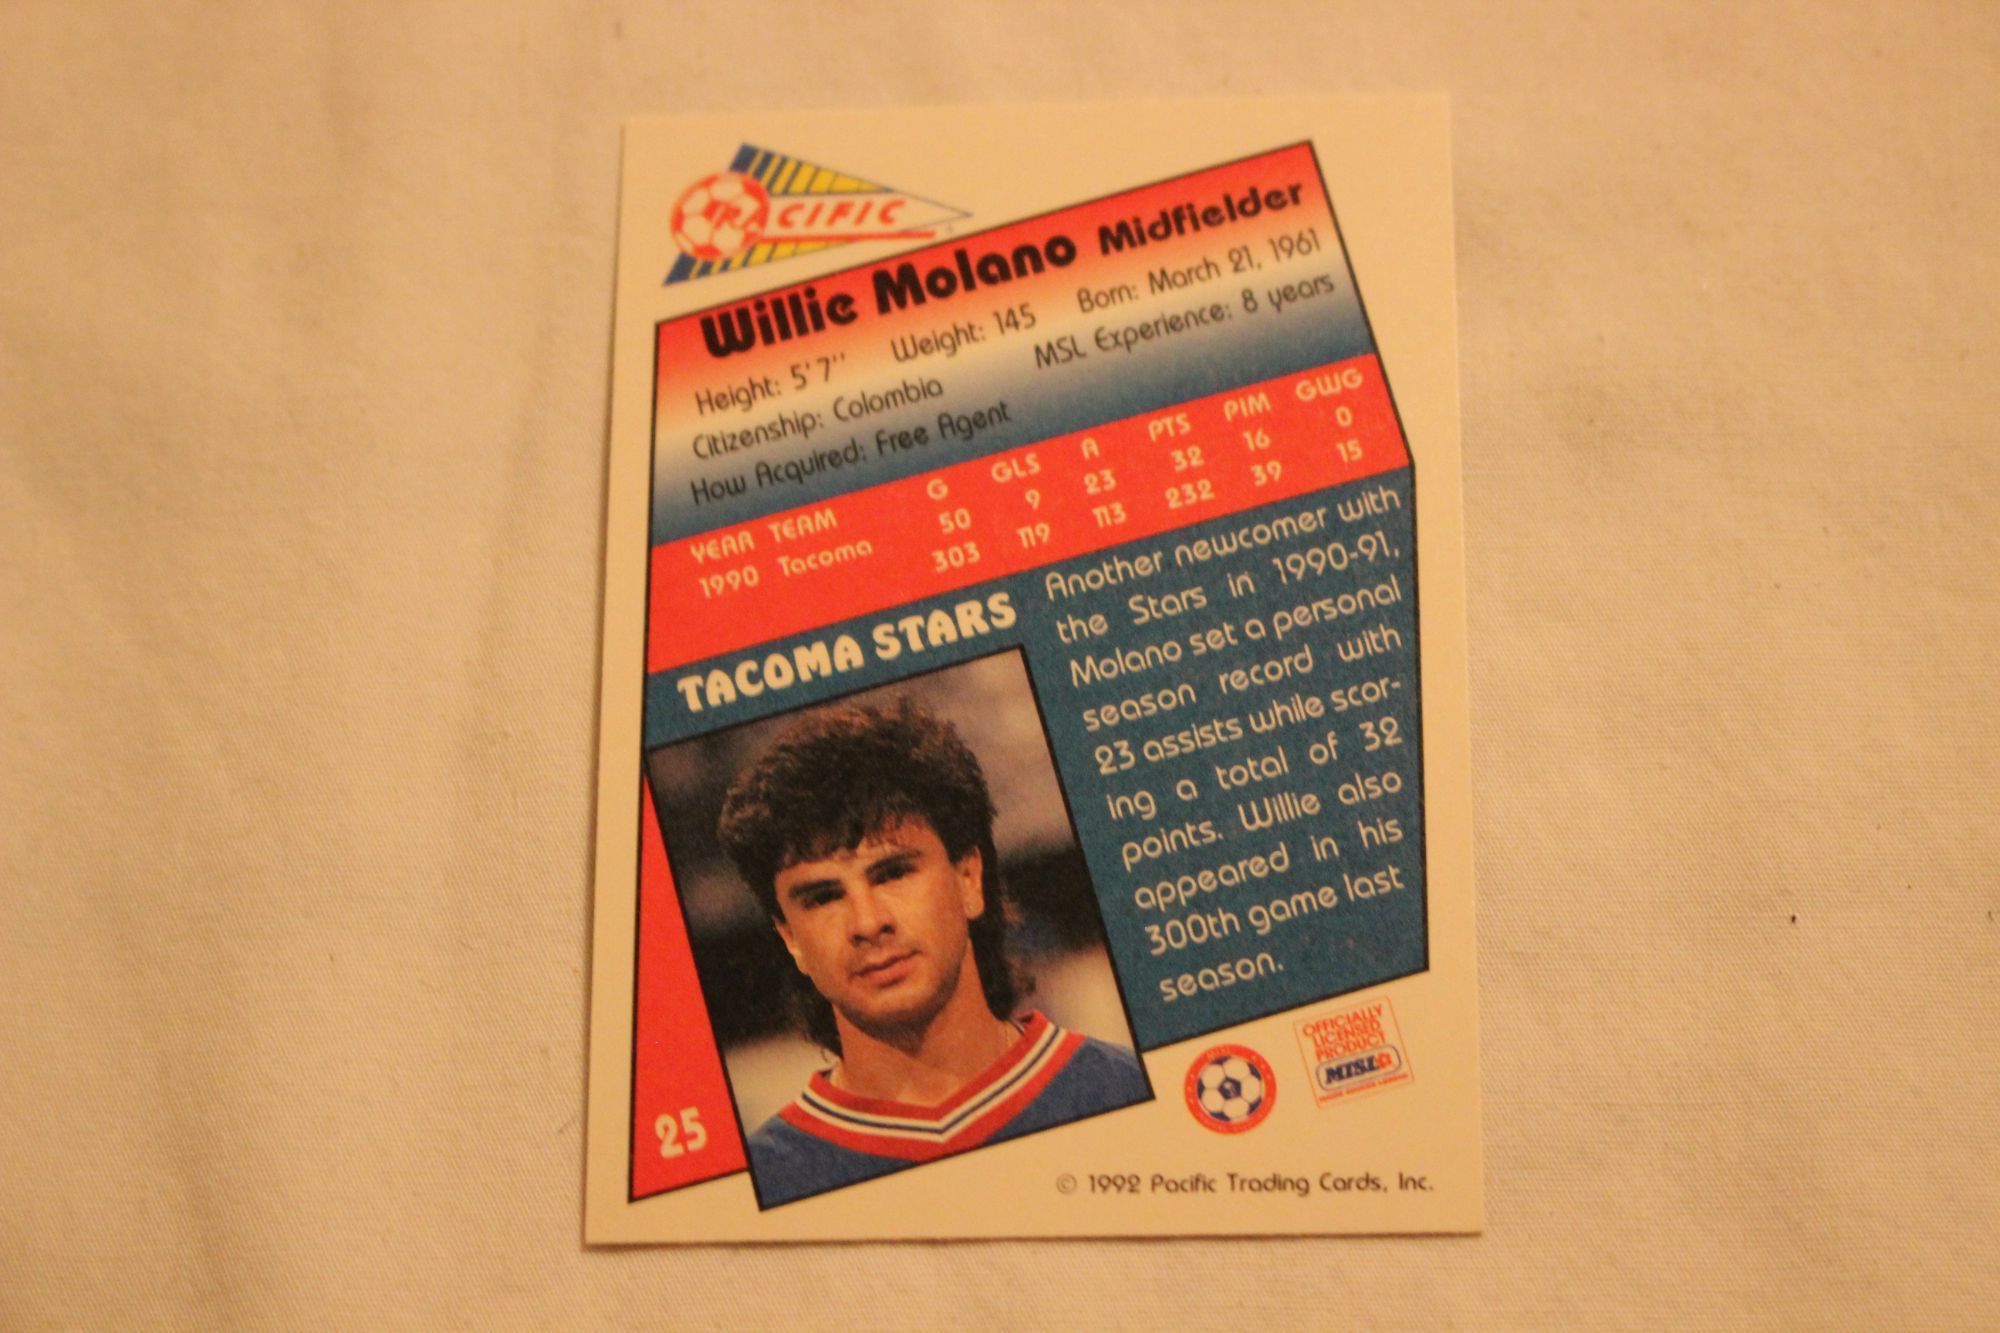 PACIFIC
Willie Molano Midfielder
Height: 5'7" Weight: 145 Born: March 21, 1961
Citizenship: Colombia MSL Experience: 8 years
How Acquired: Free Agent
YEAR TEAM G GLS A PTS PIM GWG
1990 Tacoma 50 9 23 32 16 0
303 119 113 232 39 15
TACOMA STARS
Another newcomer with
the Stars in 1990-91,
Molano set a personal
season record with
23 assists while scor-
ing a total of 32
points. Willie also
appeared in his
300th game last
season.
25
OFFICIALLY
LICENSED
PRODUCT
MISL
© 1992 Pacific Trading Cards, Inc.